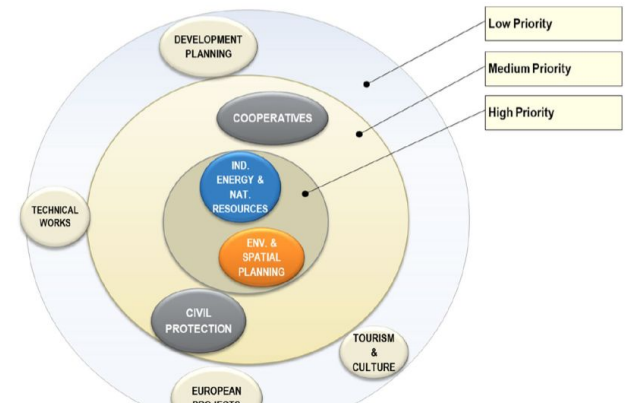 Low Priority
DEVELOPMENT
PLANNING
Medium Priority
COOPERATIVES
High Priority
IND.
ENERGY &
NAT.
RESOURCES
TECHNICAL
WORKS
ENV. &
SPATIAL
PLANNING
CIVIL
PROTECTION
TOURISM
&
CULTURE
EUROPEAN
PROJECTS